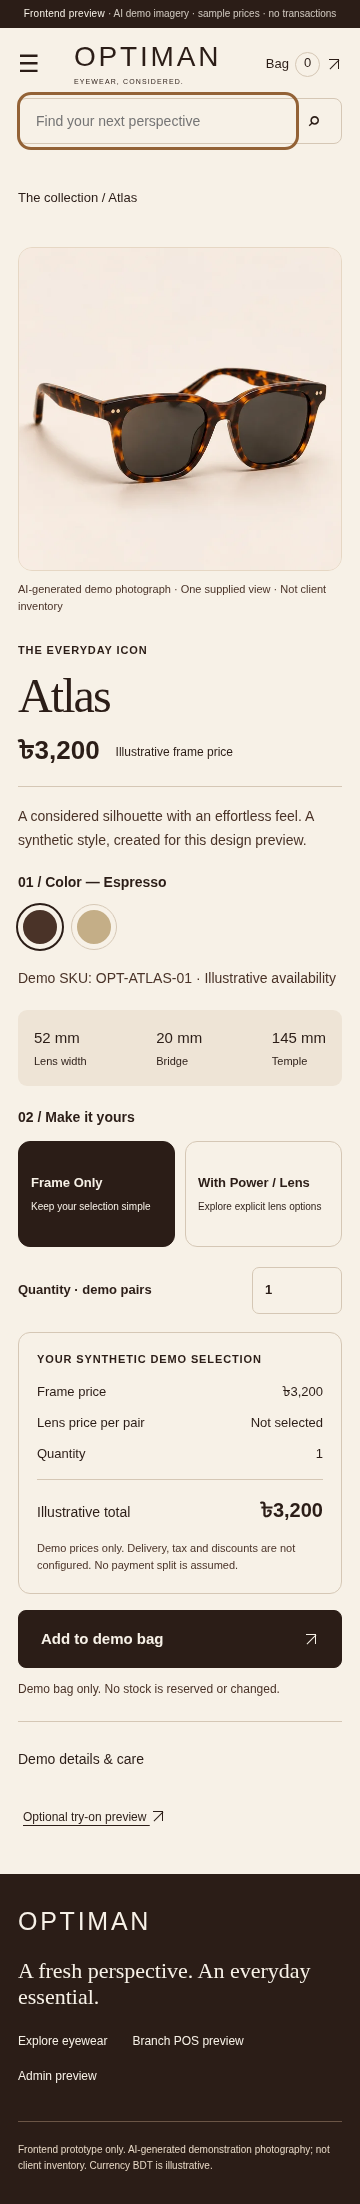 Frontend preview · AI demo imagery · sample prices · no transactions
☰ OPTIMAN Bag 0
EYEWEAR, CONSIDERED.
Find your next perspective
The collection / Atlas
AI-generated demo photograph · One supplied view · Not client
inventory
THE EVERYDAY ICON
Atlas
৳3,200 Illustrative frame price
A considered silhouette with an effortless feel. A
synthetic style, created for this design preview.
01 / Color — Espresso
Demo SKU: OPT-ATLAS-01 · Illustrative availability
52 mm 20 mm 145 mm
Lens width Bridge Temple
02 / Make it yours
Frame Only With Power / Lens
Keep your selection simple Explore explicit lens options
Quantity · demo pairs 1
YOUR SYNTHETIC DEMO SELECTION
Frame price ৳3,200
Lens price per pair Not selected
Quantity 1
Illustrative total ৳3,200
Demo prices only. Delivery, tax and discounts are not
configured. No payment split is assumed.
Add to demo bag
Demo bag only. No stock is reserved or changed.
Demo details & care
Optional try-on preview
OPTIMAN
A fresh perspective. An everyday
essential.
Explore eyewear Branch POS preview
Admin preview
Frontend prototype only. AI-generated demonstration photography; not
client inventory. Currency BDT is illustrative.